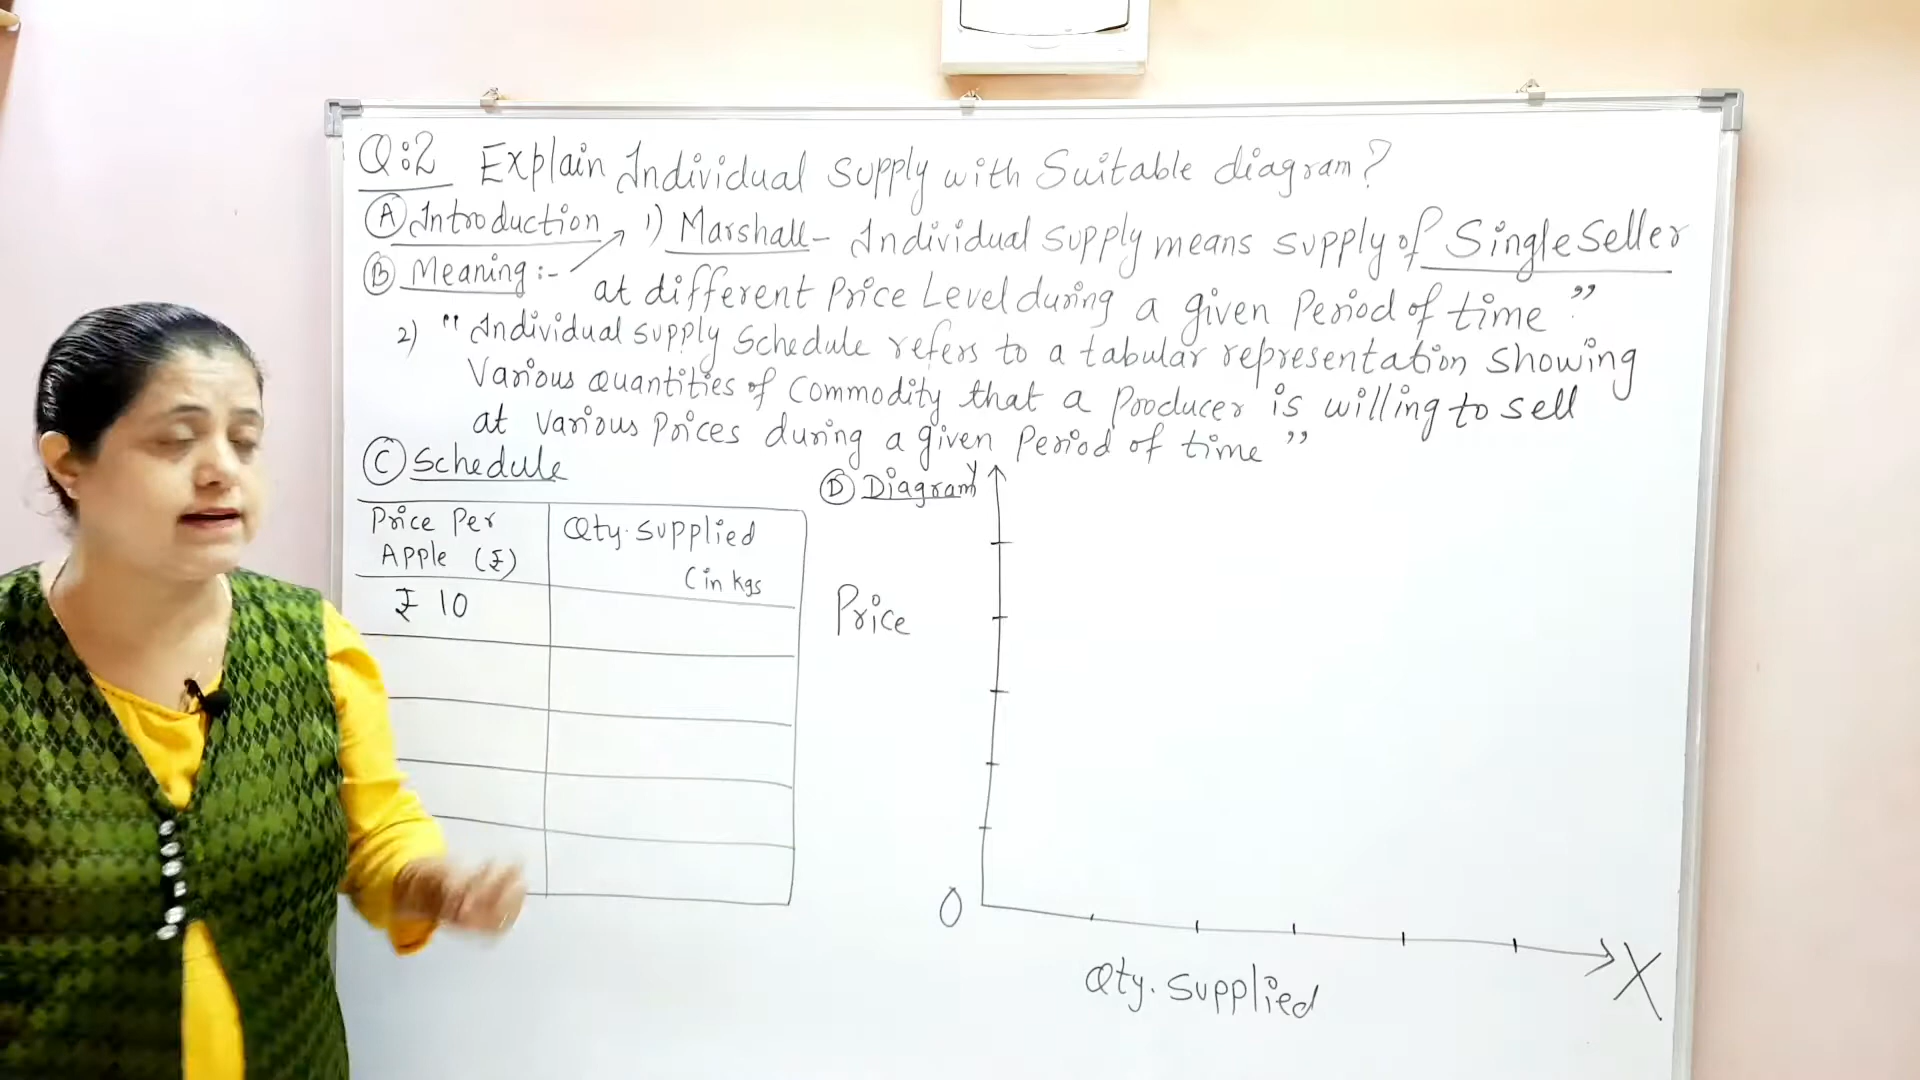 Q:2 Explain Individual supply with Suitable diagram?
(A) Introduction 1) Marshall - Individual supply means supply of Single Seller
(B) Meaning :- at different Price Level during a given Period of time”
2) “Individual supply Schedule refers to a tabular representation showing
Various quantities of Commodity that a Producer is willing to sell
at Various Prices during a given Period of time”
(C) Schedule
Price Per
Apple (₹)
Qty. Supplied
(in kgs
₹ 10
(D) Diagram
Y
Price
O
X
Qty. Supplied